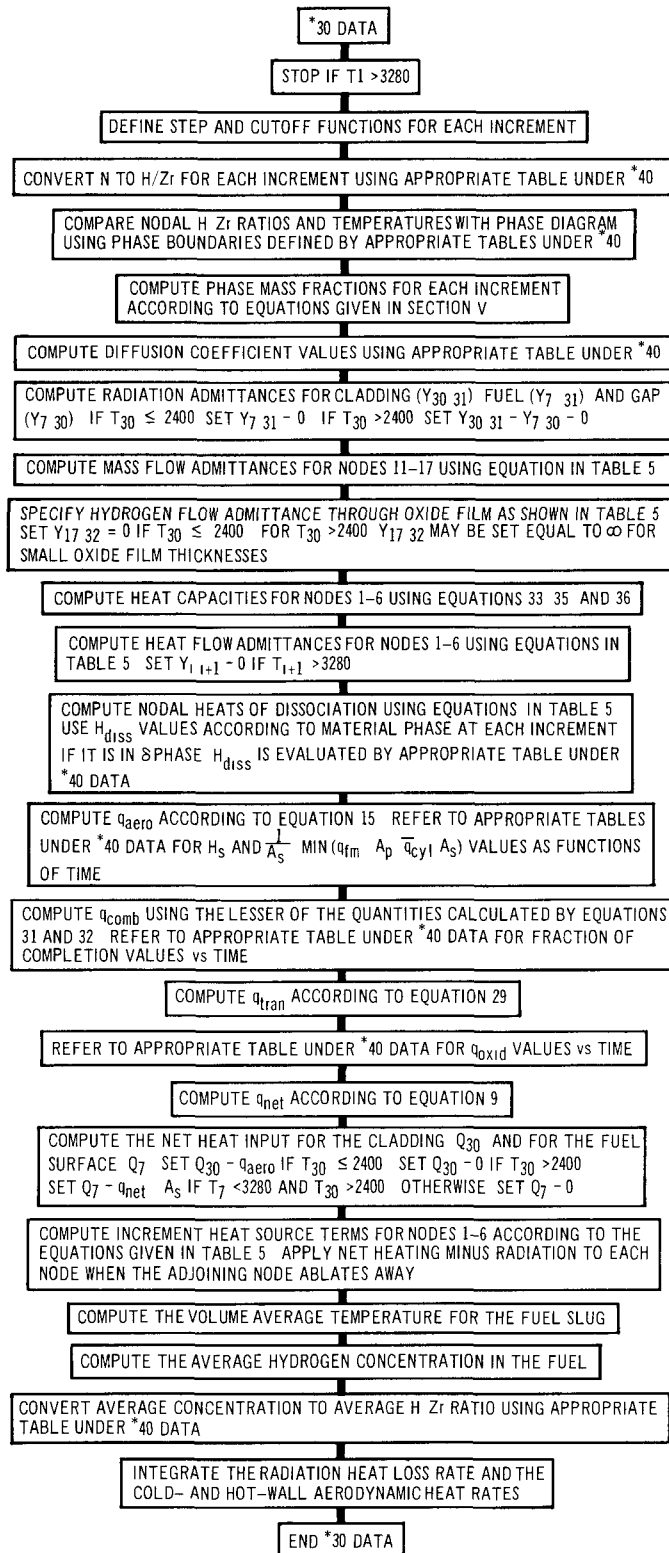 *30 DATA
STOP IF T1 >3280
DEFINE STEP AND CUTOFF FUNCTIONS FOR EACH INCREMENT
CONVERT N TO H/Zr FOR EACH INCREMENT USING APPROPRIATE TABLE UNDER *40
COMPARE NODAL H Zr RATIOS AND TEMPERATURES WITH PHASE DIAGRAM
USING PHASE BOUNDARIES DEFINED BY APPROPRIATE TABLES UNDER *40
COMPUTE PHASE MASS FRACTIONS FOR EACH INCREMENT
ACCORDING TO EQUATIONS GIVEN IN SECTION V
COMPUTE DIFFUSION COEFFICIENT VALUES USING APPROPRIATE TABLE UNDER *40
COMPUTE RADIATION ADMITTANCES FOR CLADDING (Y30 31) FUEL (Y7 31) AND GAP
(Y7 30) IF T30 ≤ 2400 SET Y7 31 - 0 IF T30 >2400 SET Y30 31 - Y7 30 - 0
COMPUTE MASS FLOW ADMITTANCES FOR NODES 11-17 USING EQUATION IN TABLE 5
SPECIFY HYDROGEN FLOW ADMITTANCE THROUGH OXIDE FILM AS SHOWN IN TABLE 5
SET Y17 32 = 0 IF T30 ≤ 2400 FOR T30 >2400 Y17 32 MAY BE SET EQUAL TO ∞ FOR
SMALL OXIDE FILM THICKNESSES
COMPUTE HEAT CAPACITIES FOR NODES 1-6 USING EQUATIONS 33 35 AND 36
COMPUTE HEAT FLOW ADMITTANCES FOR NODES 1-6 USING EQUATIONS IN
TABLE 5 SET Yi i+1 - 0 IF Ti+1 >3280
COMPUTE NODAL HEATS OF DISSOCIATION USING EQUATIONS IN TABLE 5
USE Hdiss VALUES ACCORDING TO MATERIAL PHASE AT EACH INCREMENT
IF IT IS IN δ PHASE Hdiss IS EVALUATED BY APPROPRIATE TABLE UNDER
*40 DATA
COMPUTE qaero ACCORDING TO EQUATION 15 REFER TO APPROPRIATE TABLES
UNDER *40 DATA FOR Hs AND 1/As MIN (qfm Ap q̅cyl As) VALUES AS FUNCTIONS
OF TIME
COMPUTE qcomb USING THE LESSER OF THE QUANTITIES CALCULATED BY EQUATIONS
31 AND 32 REFER TO APPROPRIATE TABLE UNDER *40 DATA FOR FRACTION OF
COMPLETION VALUES vs TIME
COMPUTE qtran ACCORDING TO EQUATION 29
REFER TO APPROPRIATE TABLE UNDER *40 DATA FOR qoxid VALUES vs TIME
COMPUTE qnet ACCORDING TO EQUATION 9
COMPUTE THE NET HEAT INPUT FOR THE CLADDING Q30 AND FOR THE FUEL
SURFACE Q7 SET Q30 - qaero IF T30 ≤ 2400 SET Q30 - 0 IF T30 >2400
SET Q7 - qnet As IF T7 <3280 AND T30 >2400 OTHERWISE SET Q7 - 0
COMPUTE INCREMENT HEAT SOURCE TERMS FOR NODES 1-6 ACCORDING TO THE
EQUATIONS GIVEN IN TABLE 5 APPLY NET HEATING MINUS RADIATION TO EACH
NODE WHEN THE ADJOINING NODE ABLATES AWAY
COMPUTE THE VOLUME AVERAGE TEMPERATURE FOR THE FUEL SLUG
COMPUTE THE AVERAGE HYDROGEN CONCENTRATION IN THE FUEL
CONVERT AVERAGE CONCENTRATION TO AVERAGE H Zr RATIO USING APPROPRIATE
TABLE UNDER *40 DATA
INTEGRATE THE RADIATION HEAT LOSS RATE AND THE
COLD- AND HOT-WALL AERODYNAMIC HEAT RATES
END *30 DATA